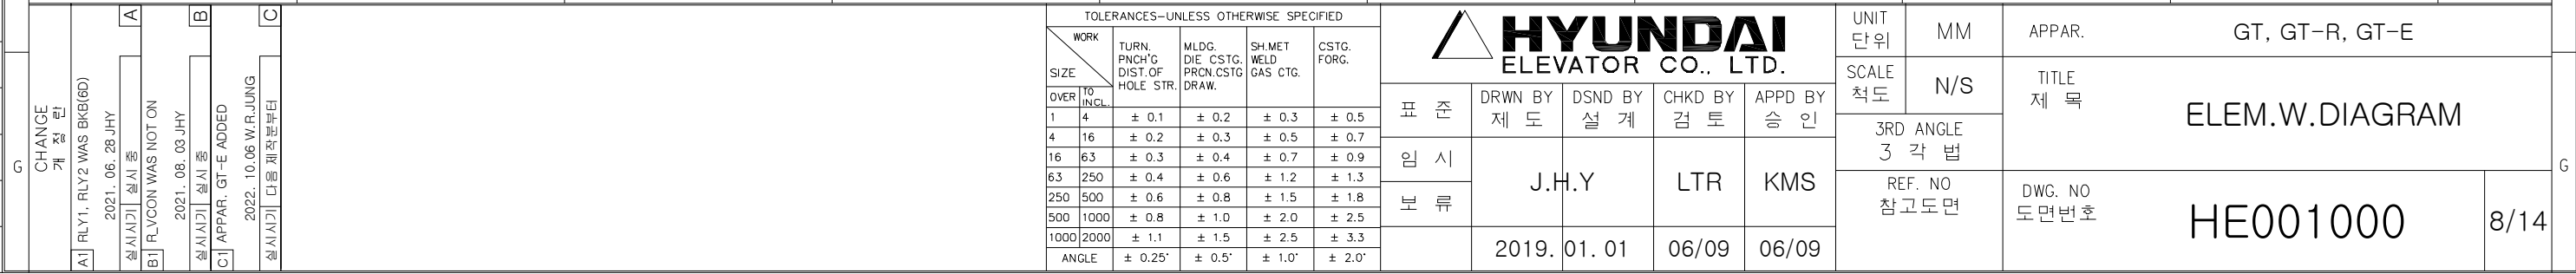 G
CHANGE
개 정 란
A1 RLY1, RLY2 WAS BKB(6D)
2021. 06. 28 JHY
실시시기 실시 중 A
B1 R_VCON WAS NOT ON
2021. 08. 03 JHY
실시시기 실시 중 B
C1 APPAR. GT-E ADDED
2022. 10.06 W.R.JUNG
실시시기 다음 제작분부터 C
TOLERANCES-UNLESS OTHERWISE SPECIFIED
WORK
SIZE
OVER TO INCL.
TURN.
PNCH'G
DIST.OF
HOLE STR.
MLDG.
DIE CSTG.
PRCN.CSTG
DRAW.
SH.MET
WELD
GAS CTG.
CSTG.
FORG.
1 4 ± 0.1 ± 0.2 ± 0.3 ± 0.5
4 16 ± 0.2 ± 0.3 ± 0.5 ± 0.7
16 63 ± 0.3 ± 0.4 ± 0.7 ± 0.9
63 250 ± 0.4 ± 0.6 ± 1.2 ± 1.3
250 500 ± 0.6 ± 0.8 ± 1.5 ± 1.8
500 1000 ± 0.8 ± 1.0 ± 2.0 ± 2.5
1000 2000 ± 1.1 ± 1.5 ± 2.5 ± 3.3
ANGLE ± 0.25° ± 0.5° ± 1.0° ± 2.0°
HYUNDAI
ELEVATOR CO., LTD.
표 준
임 시
보 류
DRWN BY
제 도
DSND BY
설 계
CHKD BY
검 토
APPD BY
승 인
J.H.Y LTR KMS
2019. 01. 01 06/09 06/09
UNIT
단위
MM
SCALE
척도
N/S
3RD ANGLE
3 각 법
REF. NO
참고도면
APPAR. GT, GT-R, GT-E
TITLE
제 목
ELEM.W.DIAGRAM
DWG. NO
도면번호
HE001000
8/14
G